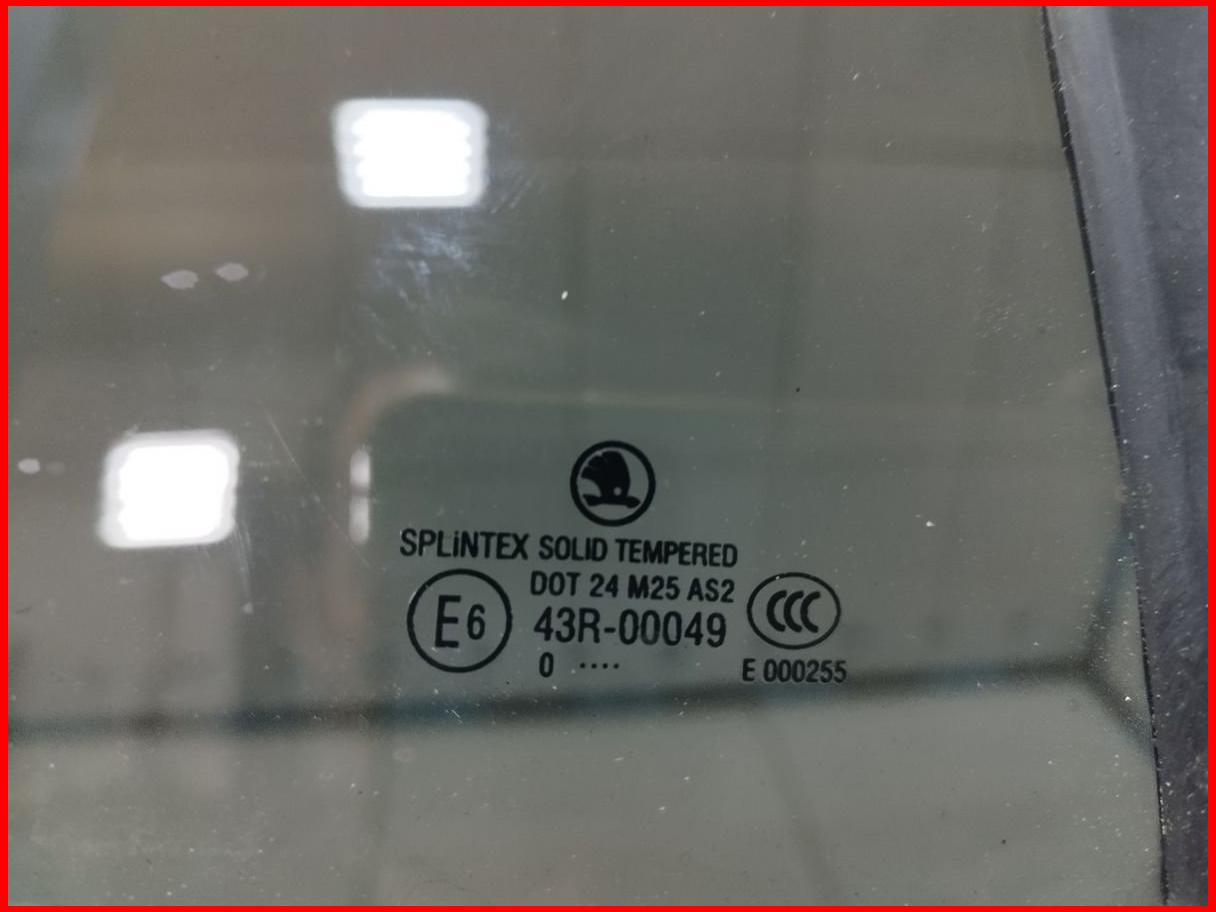 SPLiNTEX SOLID TEMPERED
DOT 24 M25 AS2
E6 43R-00049 CCC
0 ····
E 000255